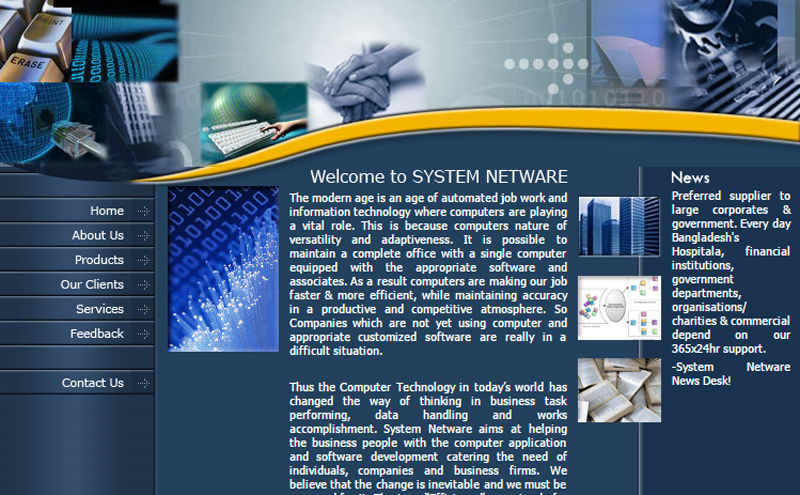 PRINT
ERASE
Welcome to SYSTEM NETWARE
Home
About Us
Products
Our Clients
Services
Feedback
Contact Us
The modern age is an age of automated job work and
information technology where computers are playing
a vital role. This is because computers nature of
versatility and adaptiveness. It is possible to
maintain a complete office with a single computer
equipped with the appropriate software and
associates. As a result computers are making our job
faster & more efficient, while maintaining accuracy
in a productive and competitive atmosphere. So
Companies which are not yet using computer and
appropriate customized software are really in a
difficult situation.
Thus the Computer Technology in today's world has
changed the way of thinking in business task
performing, data handling and works
accomplishment. System Netware aims at helping
the business people with the computer application
and software development catering the need of
individuals, companies and business firms. We
believe that the change is inevitable and we must be
News
Preferred supplier to
large corporates &
government. Every day
Bangladesh's
Hospitala, financial
institutions,
government
departments,
organisations/
charities & commercial
depend on our
365x24hr support.
-System Netware
News Desk!